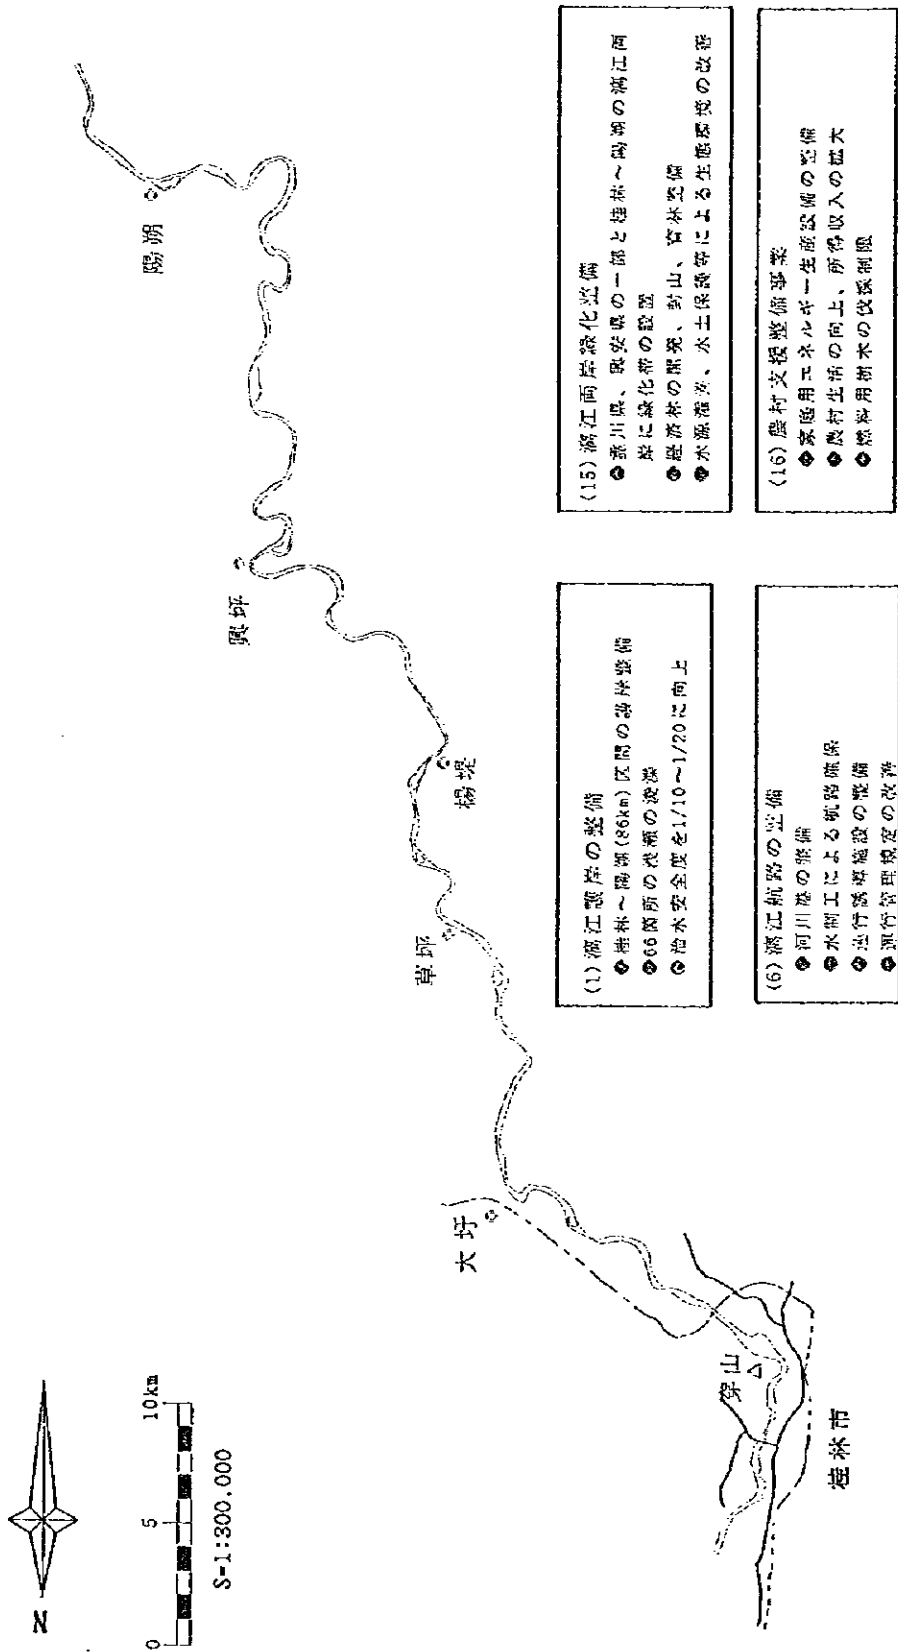 陽朔
興坪
楊堤
草坪
大圩
穿山
桂林市
N
0 5 10km
S=1:300,000
(1) 漓江護岸の整備
●桂林～陽朔(86km)区間の護岸整備
●66箇所の浅瀬の浚渫
●治水安全度を1/10～1/20に向上
(15) 漓江両岸緑化整備
●霊川県、興安県の一部と桂林～陽朔の漓江両
岸に緑化帯の設置
●経済林の開発、封山、育林整備
●水源涵養、水土保護等による生態環境の改善
(6) 漓江航路の整備
●河川港の整備
●水制工による航路確保
●運行誘導施設の整備
●運行管理規定の改善
(16) 農村支援整備事業
●家庭用エネルギー生産設備の整備
●農村生活の向上、所得収入の拡大
●燃料用樹木の伐採制限